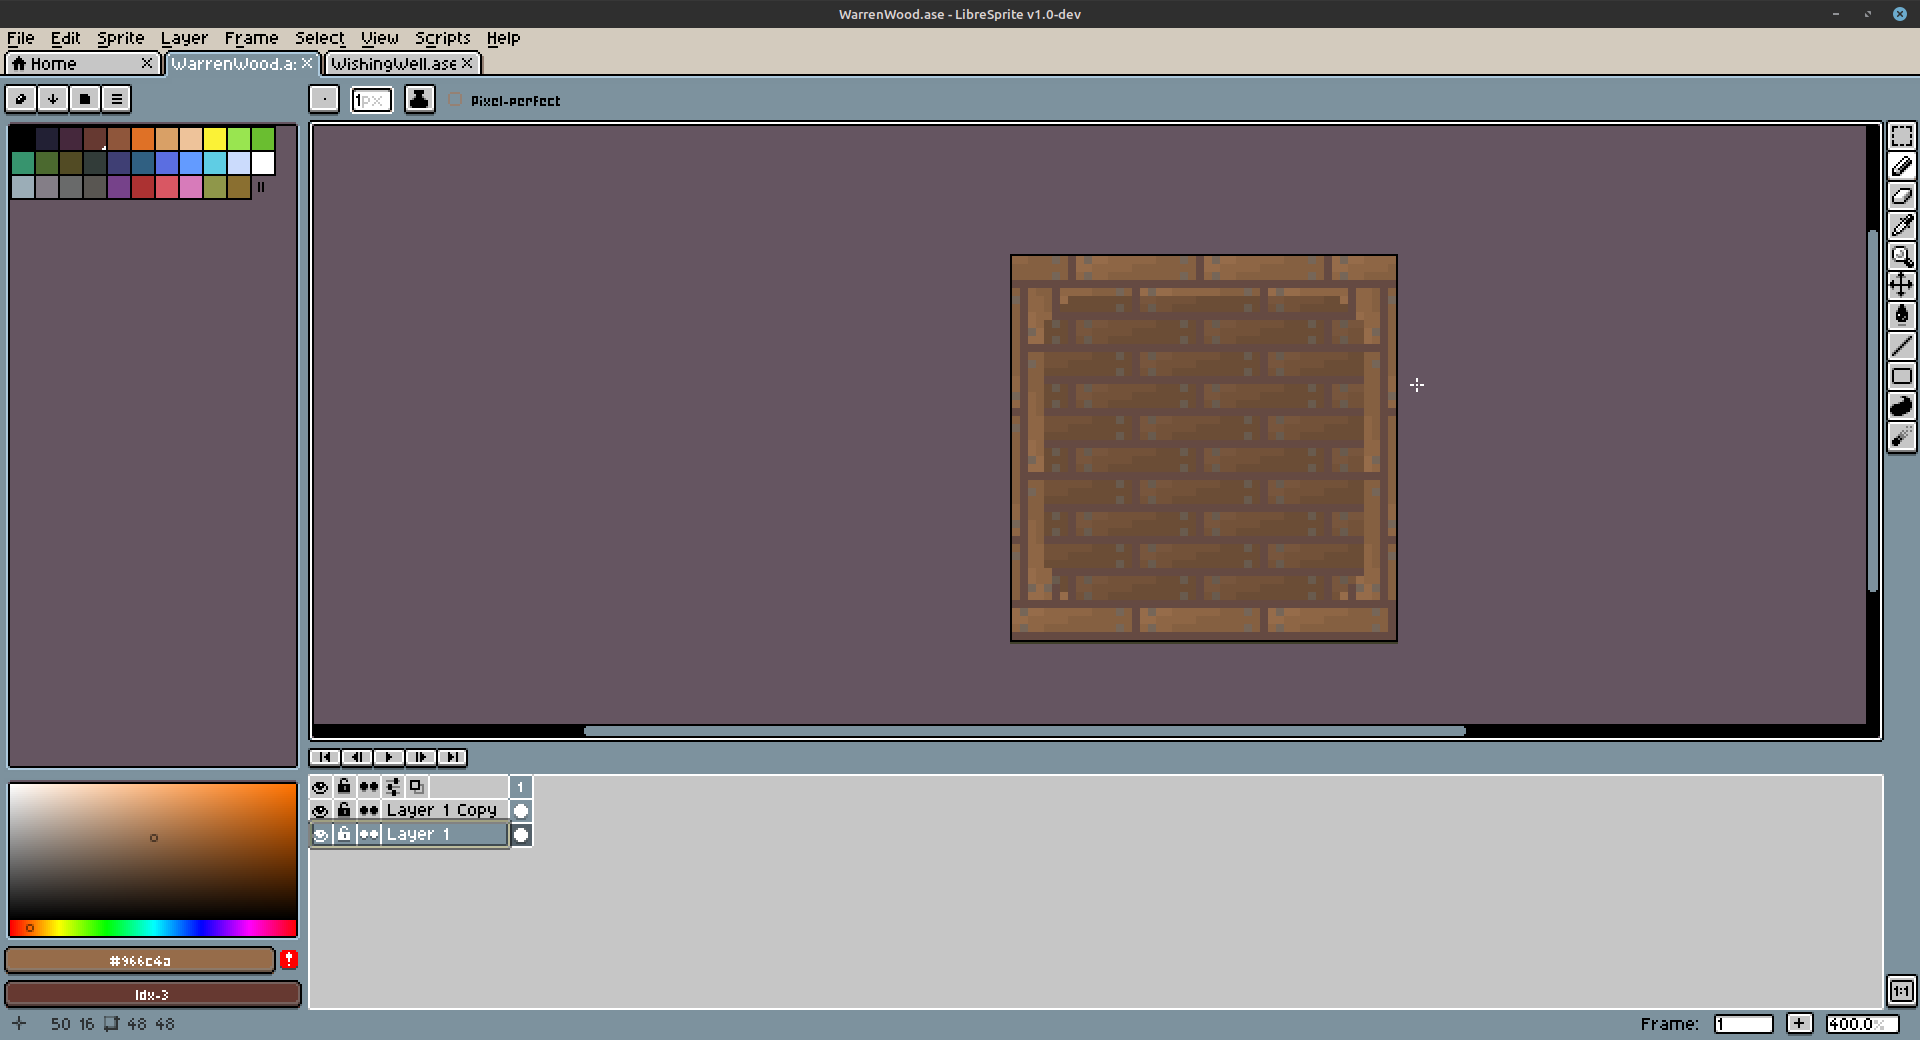 WarrenWood.ase - LibreSprite v1.0-dev
File Edit Sprite Layer Frame Select View Scripts Help
Home WarrenWood.a: WishingWell.ase
1px Pixel-perfect
1
Layer 1 Copy
Layer 1
#966c4a
Idx-3
1:1
50 16 48 48 Frame: 1 + 400.0%